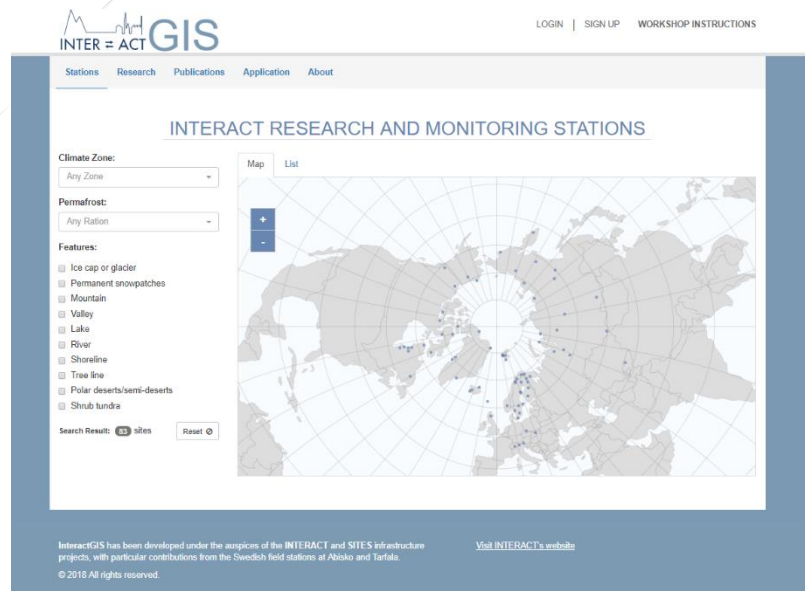 INTER ≡ ACT GIS
LOGIN | SIGN UP WORKSHOP INSTRUCTIONS
Stations Research Publications Application About
INTERACT RESEARCH AND MONITORING STATIONS
Climate Zone:
Any Zone
Permafrost:
Any Ration
Features:
Ice cap or glacier
Permanent snowpatches
Mountain
Valley
Lake
River
Shoreline
Tree line
Polar deserts/semi-deserts
Shrub tundra
Search Result: 83 sites Reset
Map List
+
-
InteractGIS has been developed under the auspices of the INTERACT and SITES infrastructure
projects, with particular contributions from the Swedish field stations at Abisko and Tarfala.
© 2018 All rights reserved.
Visit INTERACT's website